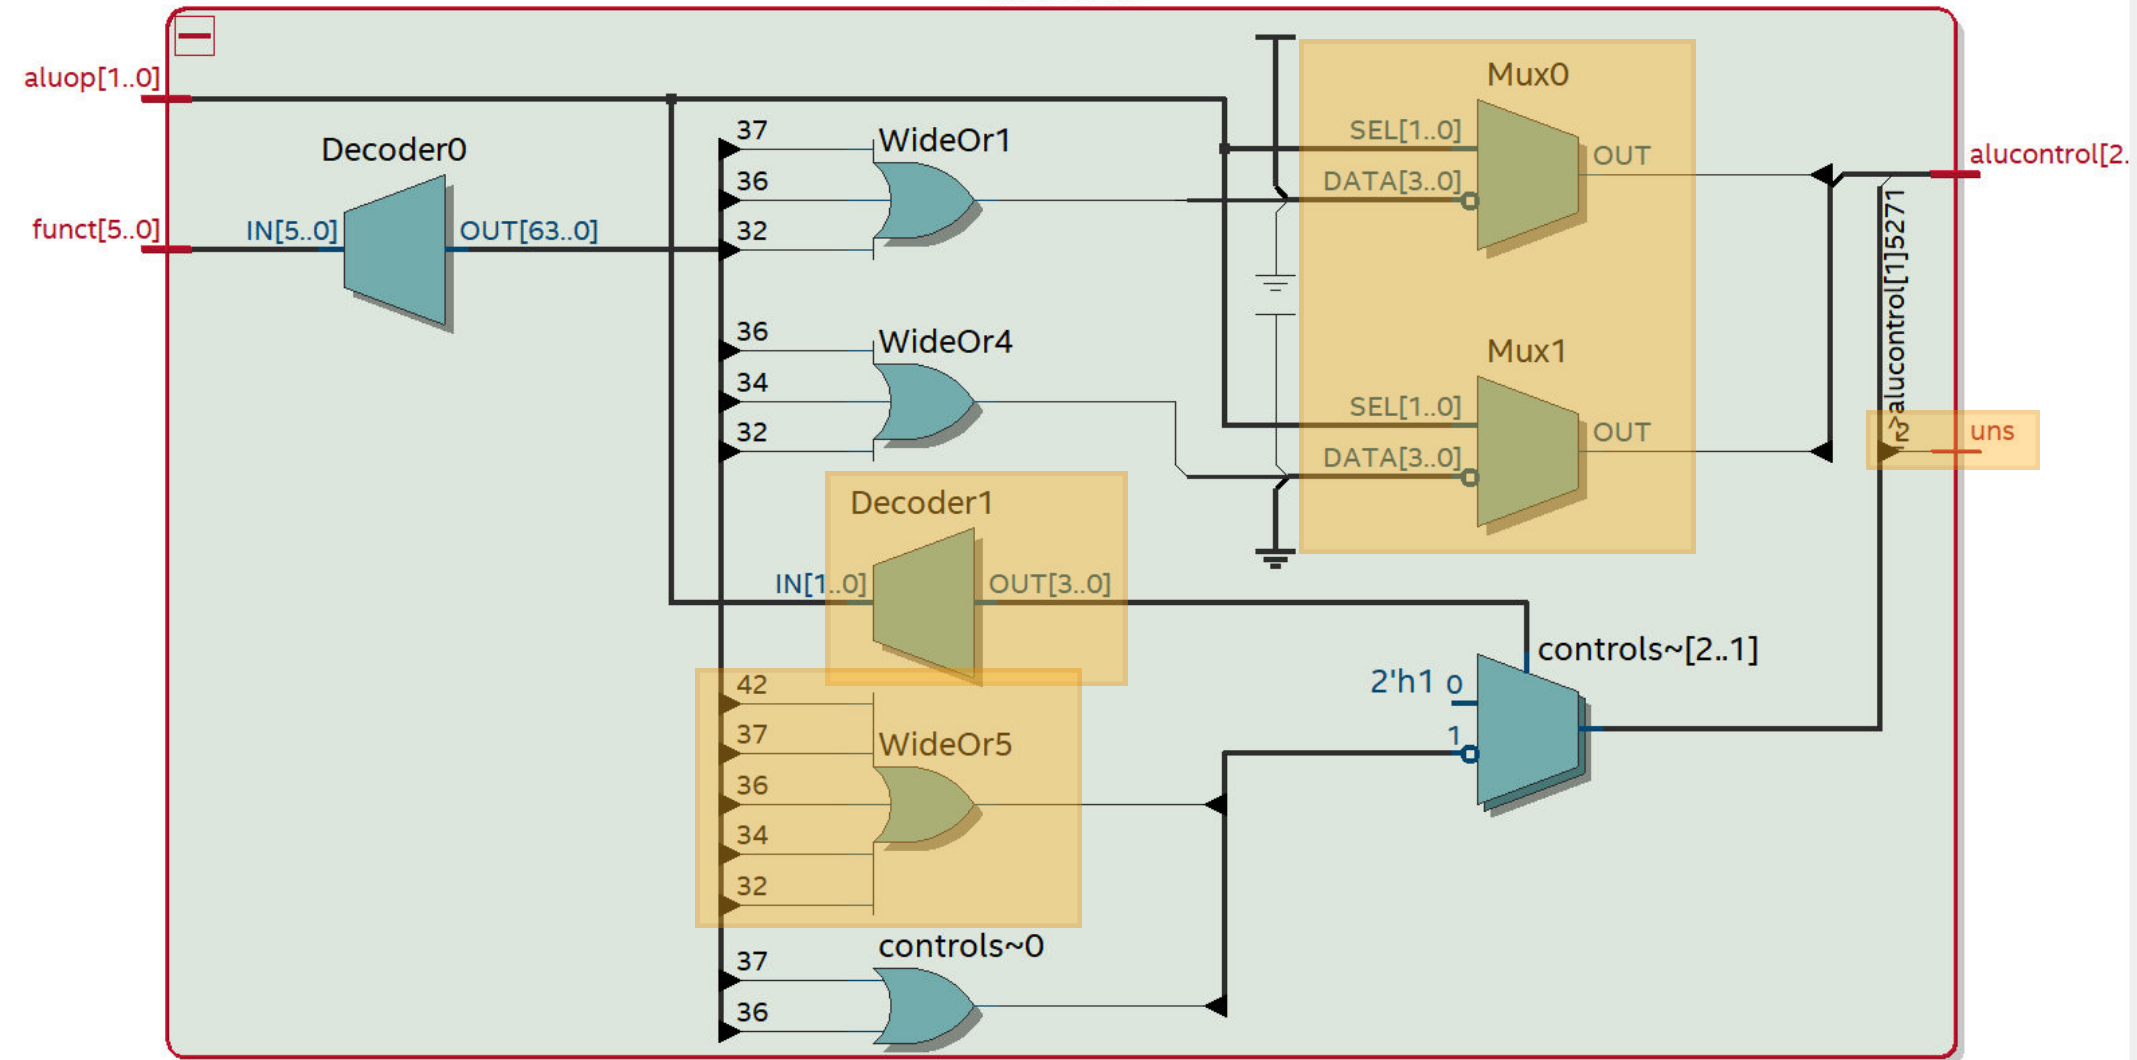 aluop[1..0]
funct[5..0]
Decoder0
IN[5..0]
OUT[63..0]
37
36
32
WideOr1
36
34
32
WideOr4
Decoder1
IN[1..0]
OUT[3..0]
42
37
36
34
32
WideOr5
37
36
controls~0
Mux0
SEL[1..0]
DATA[3..0]
OUT
Mux1
SEL[1..0]
DATA[3..0]
OUT
controls~[2..1]
2'h1
0
1
alucontrol[2.
>alucontrol[1]5271
2
uns